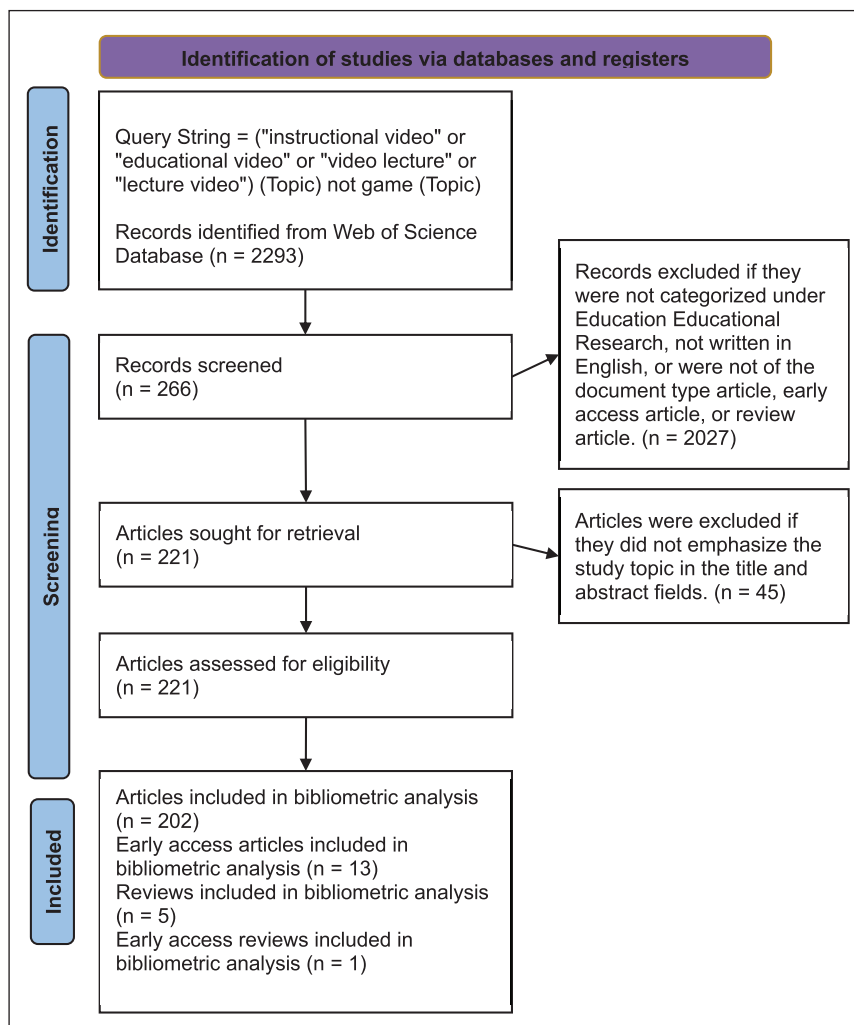 Identification of studies via databases and registers
Identification
Query String = ("instructional video" or
"educational video" or "video lecture" or
"lecture video") (Topic) not game (Topic)
Records identified from Web of Science
Database (n = 2293)
Records excluded if they
were not categorized under
Education Educational
Research, not written in
English, or were not of the
document type article, early
access article, or review
article. (n = 2027)
Screening
Records screened
(n = 266)
Articles sought for retrieval
(n = 221)
Articles were excluded if
they did not emphasize the
study topic in the title and
abstract fields. (n = 45)
Articles assessed for eligibility
(n = 221)
Included
Articles included in bibliometric analysis
(n = 202)
Early access articles included in
bibliometric analysis (n = 13)
Reviews included in bibliometric analysis
(n = 5)
Early access reviews included in
bibliometric analysis (n = 1)